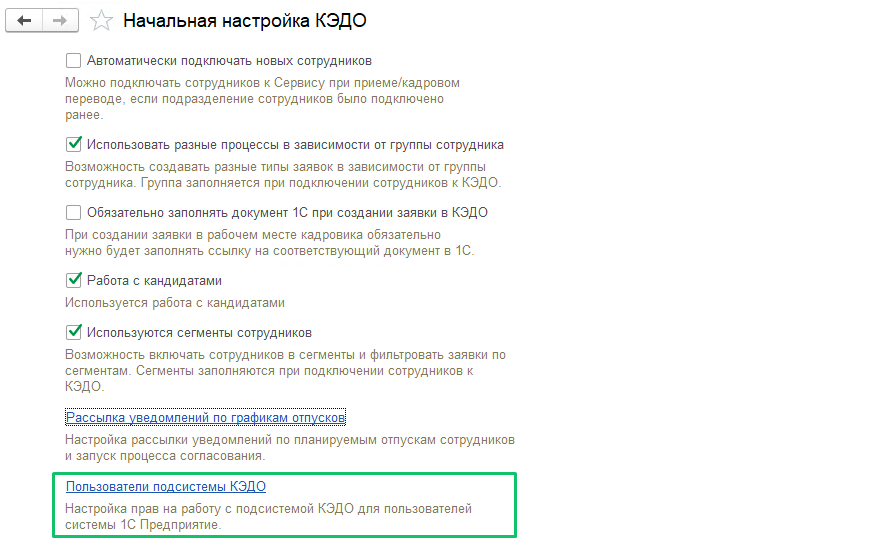 Начальная настройка КЭДО
Автоматически подключать новых сотрудников
Можно подключать сотрудников к Сервису при приеме/кадровом
переводе, если подразделение сотрудников было подключено
ранее.
Использовать разные процессы в зависимости от группы сотрудника
Возможность создавать разные типы заявок в зависимости от группы
сотрудника. Группа заполняется при подключении сотрудников к КЭДО.
Обязательно заполнять документ 1С при создании заявки в КЭДО
При создании заявки в рабочем месте кадровика обязательно
нужно будет заполнять ссылку на соответствующий документ в 1С.
Работа с кандидатами
Используется работа с кандидатами
Используются сегменты сотрудников
Возможность включать сотрудников в сегменты и фильтровать заявки по
сегментам. Сегменты заполняются при подключении сотрудников к
КЭДО.
Рассылка уведомлений по графикам отпусков
Настройка рассылки уведомлений по планируемым отпускам сотрудников
и запуск процесса согласования.
Пользователи подсистемы КЭДО
Настройка прав на работу с подсистемой КЭДО для пользователей
системы 1С Предприятие.